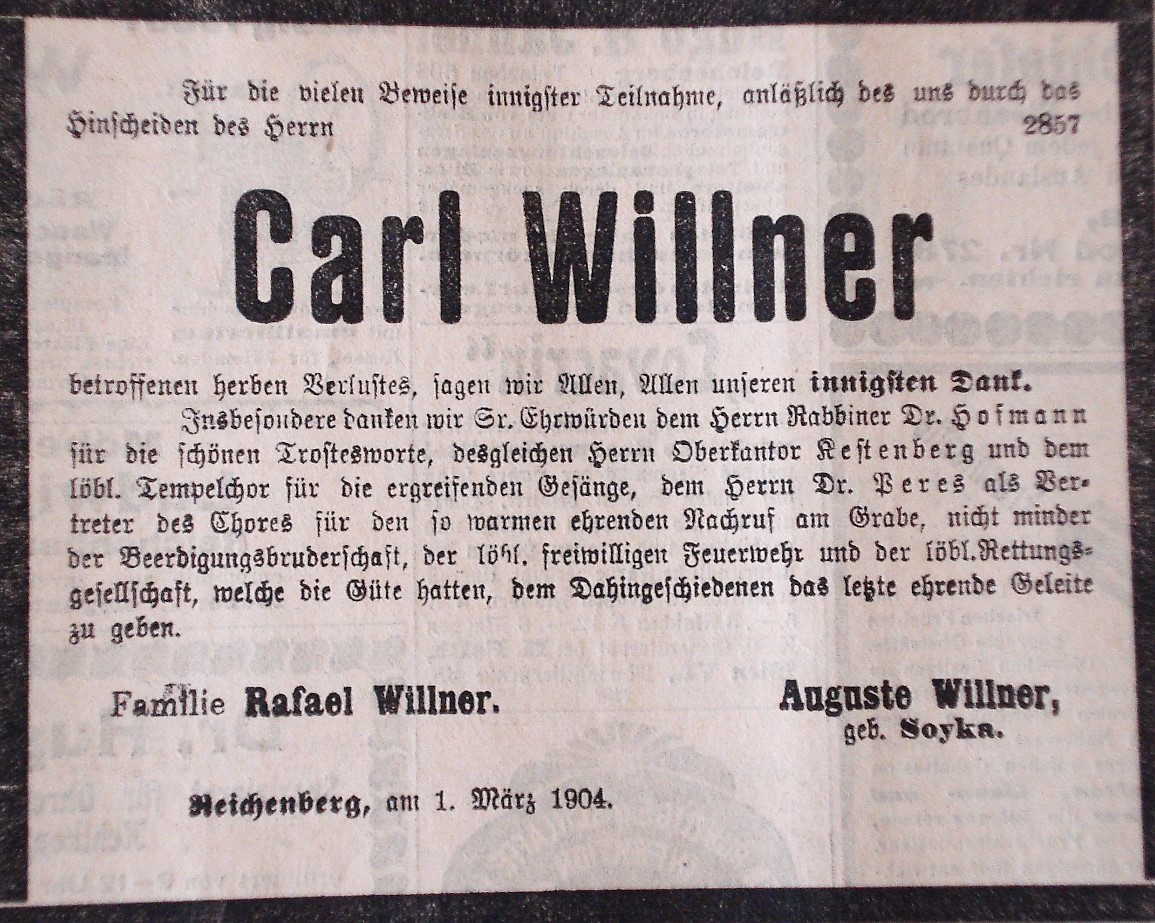 Für die vielen Beweise innigster Teilnahme, anläßlich des uns durch das
Hinscheiden des Herrn 2857
Carl Willner
betroffenen herben Verlustes, sagen wir Allen, Allen unseren innigsten Dank.
Insbesondere danken wir Sr. Ehrwürden dem Herrn Rabbiner Dr. Hofmann
für die schönen Trostesworte, desgleichen Herrn Oberkantor Kestenberg und dem
löbl. Tempelchor für die ergreifenden Gesänge, dem Herrn Dr. Peres als Ver-
treter des Chores für den so warmen ehrenden Nachruf am Grabe, nicht minder
der Beerdigungsbruderschaft, der löbl. freiwilligen Feuerwehr und der löbl. Rettungs-
gesellschaft, welche die Güte hatten, dem Dahingeschiedenen das letzte ehrende Geleite
zu geben.
Familie Rafael Willner. Auguste Willner,
geb. Soyka.
Reichenberg, am 1. März 1904.